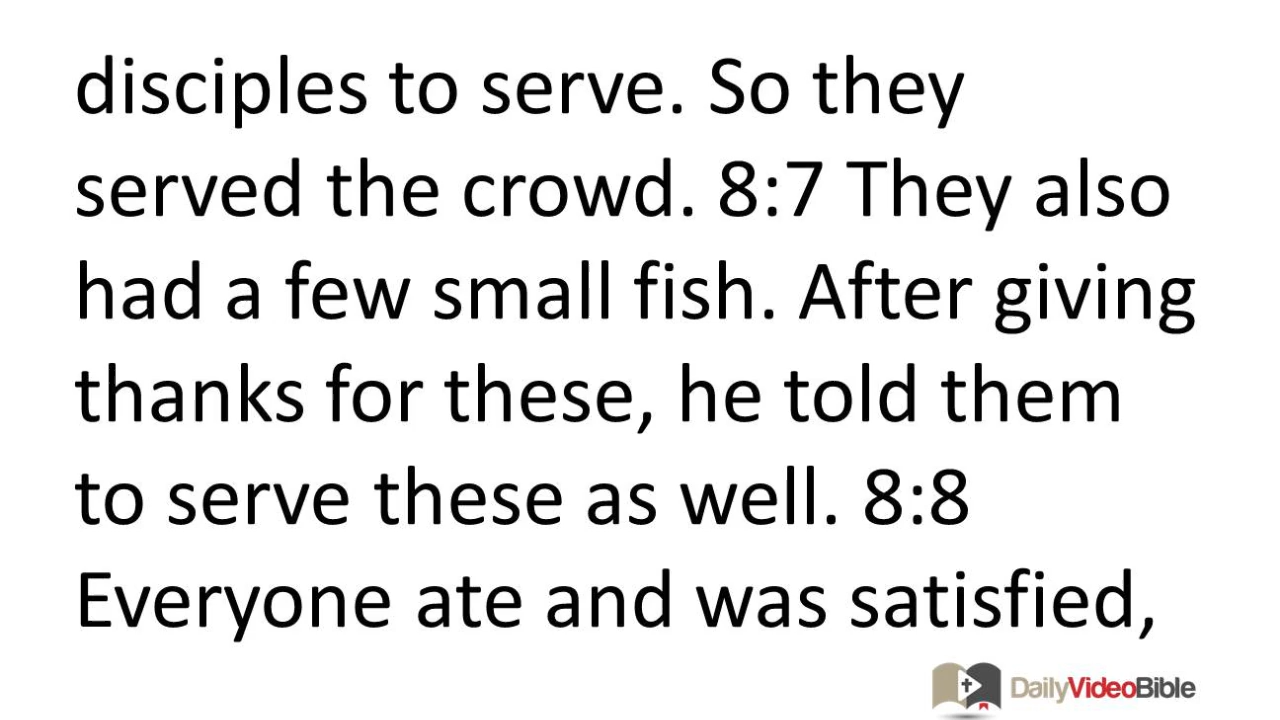 disciples to serve. So they
served the crowd. 8:7 They also
had a few small fish. After giving
thanks for these, he told them
to serve these as well. 8:8
Everyone ate and was satisfied,
DailyVideoBible